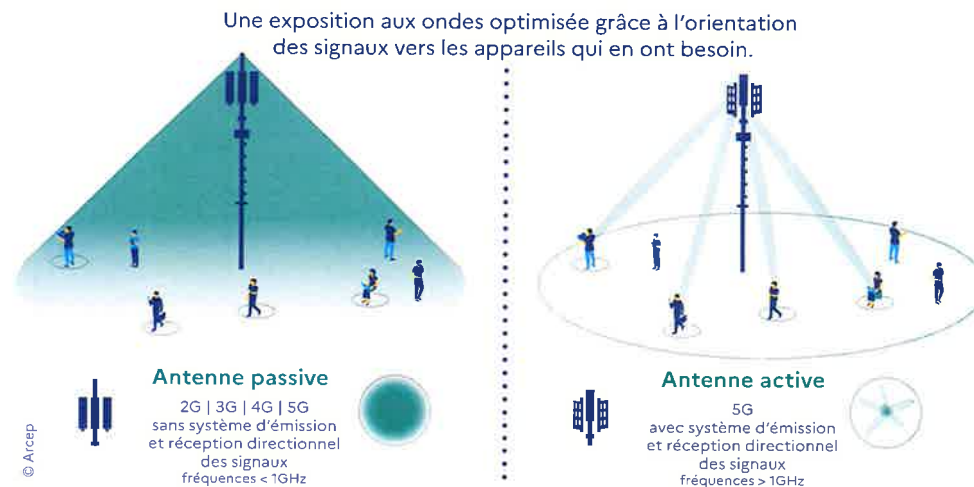 Une exposition aux ondes optimisée grâce à l'orientation
des signaux vers les appareils qui en ont besoin.
Antenne passive
2G | 3G | 4G | 5G
sans système d'émission
et réception directionnel
des signaux
fréquences < 1GHz
Antenne active
5G
avec système d'émission
et réception directionnel
des signaux
fréquences > 1GHz
© Arcep